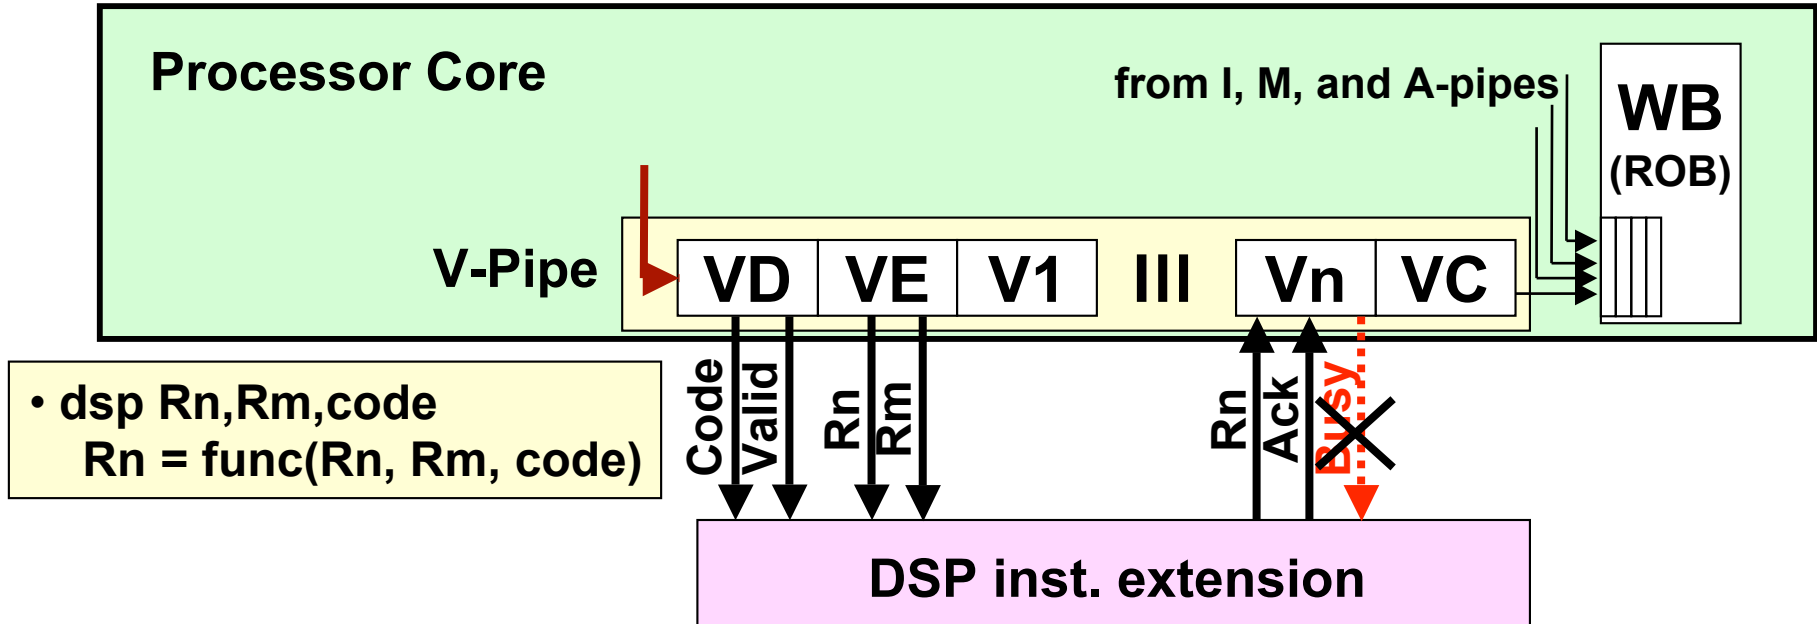 Processor Core
from I, M, and A-pipes
WB
(ROB)
V-Pipe
VD
VE
V1
III
Vn
VC
Code
Valid
Rn
Rm
Rn
Ack
Busy
• dsp Rn,Rm,code
Rn = func(Rn, Rm, code)
DSP inst. extension